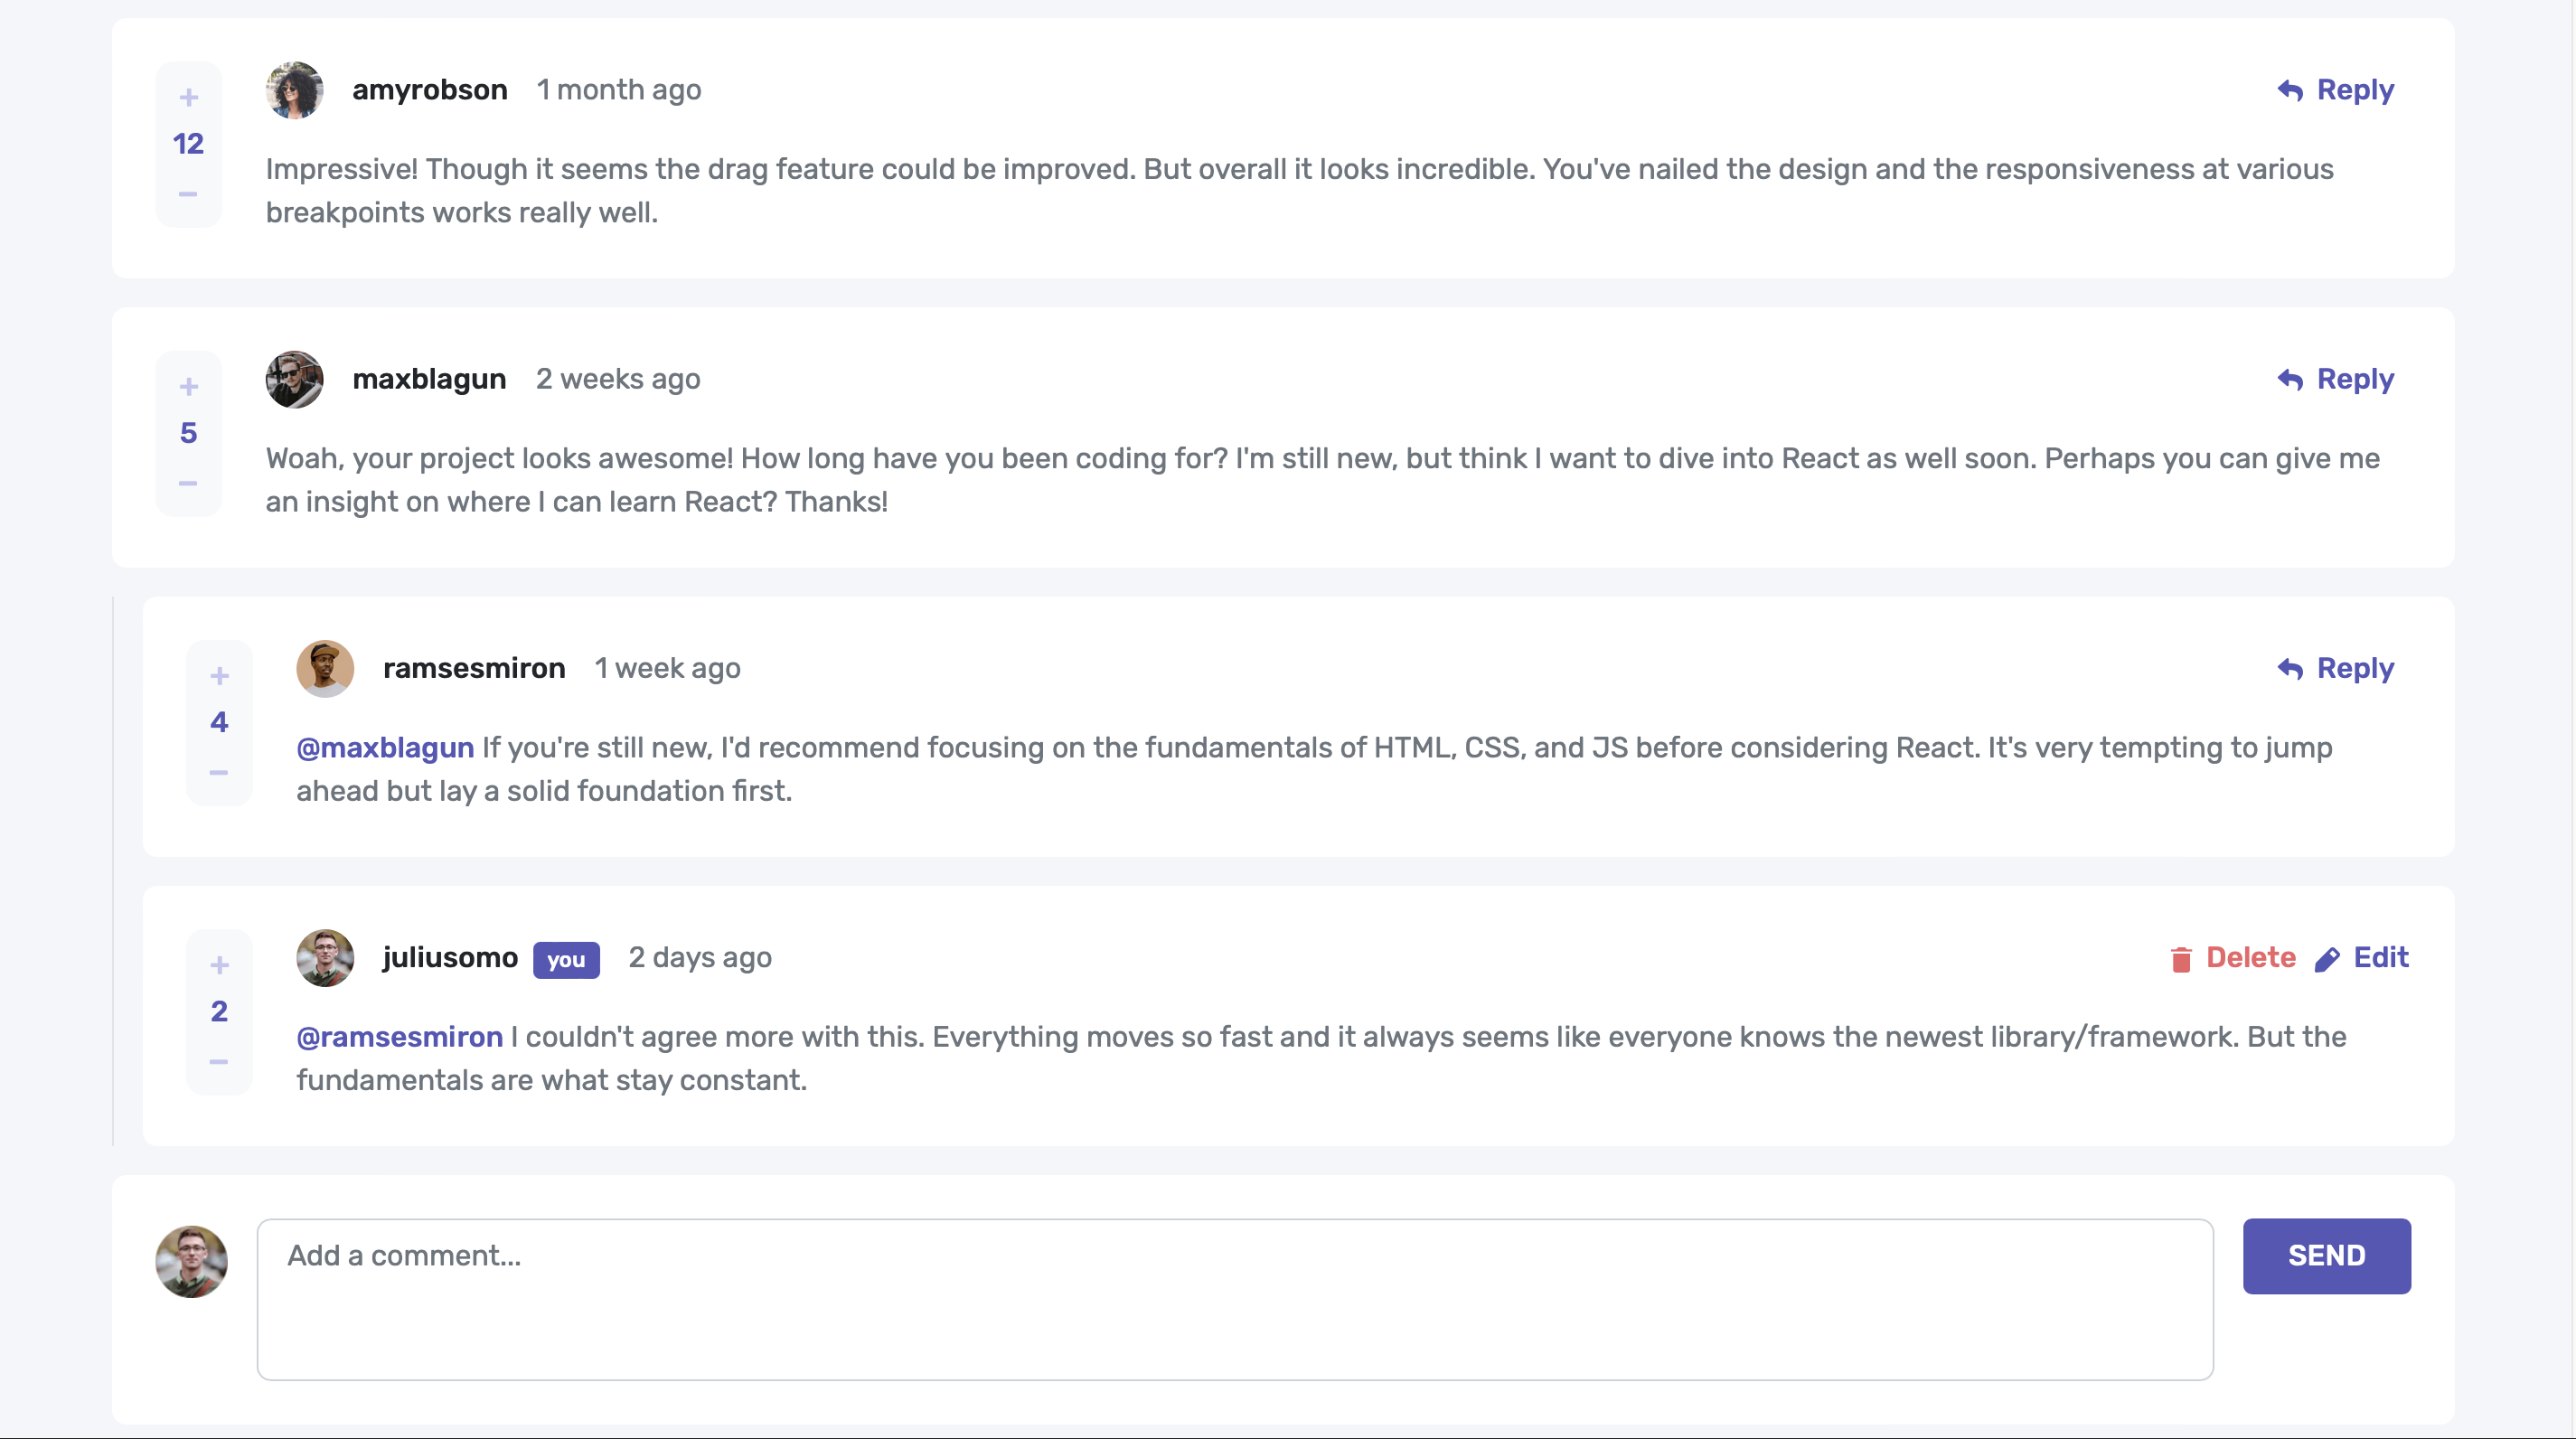 amyrobson 1 month ago Reply
+
12
−
Impressive! Though it seems the drag feature could be improved. But overall it looks incredible. You've nailed the design and the responsiveness at various
breakpoints works really well.
maxblagun 2 weeks ago Reply
+
5
−
Woah, your project looks awesome! How long have you been coding for? I'm still new, but think I want to dive into React as well soon. Perhaps you can give me
an insight on where I can learn React? Thanks!
ramsesmiron 1 week ago Reply
+
4
−
@maxblagun If you're still new, I'd recommend focusing on the fundamentals of HTML, CSS, and JS before considering React. It's very tempting to jump
ahead but lay a solid foundation first.
juliusomo you 2 days ago Delete Edit
+
2
−
@ramsesmiron I couldn't agree more with this. Everything moves so fast and it always seems like everyone knows the newest library/framework. But the
fundamentals are what stay constant.
Add a comment...
SEND